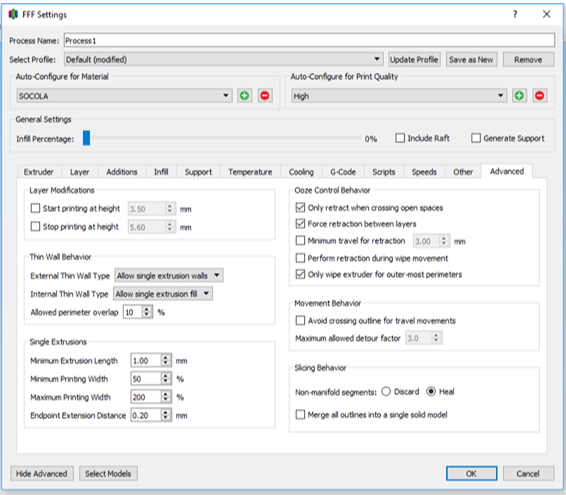 FFF Settings
Process Name: Process1
Select Profile: Default (modified) Update Profile Save as New Remove
Auto-Configure for Material
SOCOLA
Auto-Configure for Print Quality
High
General Settings
Infill Percentage: 0% Include Raft Generate Support
Extruder Layer Additions Infill Support Temperature Cooling G-Code Scripts Speeds Other Advanced
Layer Modifications
Start printing at height 3.50 mm
Stop printing at height 5.60 mm
Thin Wall Behavior
External Thin Wall Type Allow single extrusion walls
Internal Thin Wall Type Allow single extrusion fill
Allowed perimeter overlap 10 %
Single Extrusions
Minimum Extrusion Length 1.00 mm
Minimum Printing Width 50 %
Maximum Printing Width 200 %
Endpoint Extension Distance 0.20 mm
Ooze Control Behavior
Only retract when crossing open spaces
Force retraction between layers
Minimum travel for retraction 3.00 mm
Perform retraction during wipe movement
Only wipe extruder for outer-most perimeters
Movement Behavior
Avoid crossing outline for travel movements
Maximum allowed detour factor 3.0
Slicing Behavior
Non-manifold segments: Discard Heal
Merge all outlines into a single solid model
Hide Advanced Select Models OK Cancel